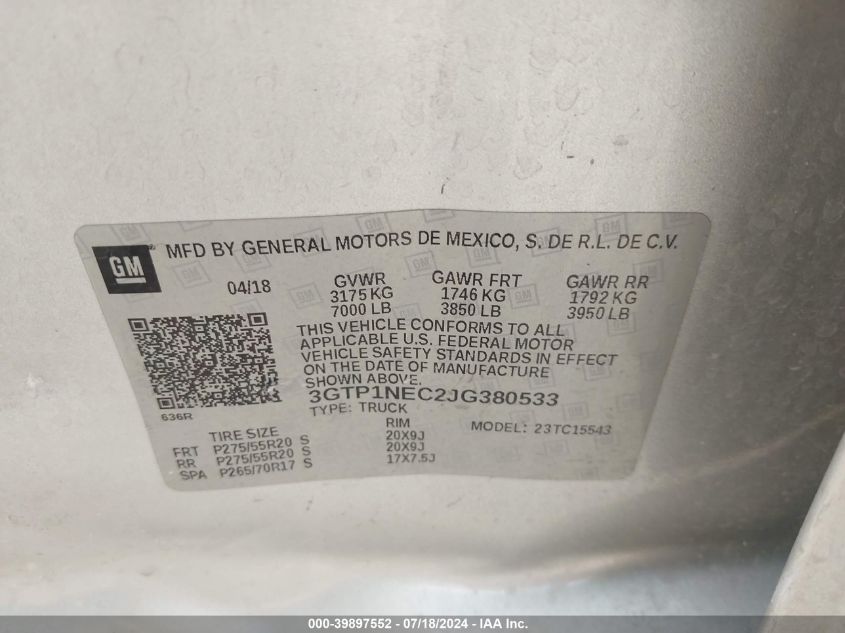 GM
MFD BY GENERAL MOTORS DE MEXICO, S. DE R.L. DE C.V.
04/18 GVWR GAWR FRT GAWR RR
3175 KG 1746 KG 1792 KG
7000 LB 3850 LB 3950 LB
THIS VEHICLE CONFORMS TO ALL
APPLICABLE U.S. FEDERAL MOTOR
VEHICLE SAFETY STANDARDS IN EFFECT
ON THE DATE OF MANUFACTURE
SHOWN ABOVE.
3GTP1NEC2JG380533
636R
TYPE: TRUCK
TIRE SIZE RIM MODEL: 23TC15543
FRT P275/55R20 S 20X9J
RR P275/55R20 S 20X9J
SPA P265/70R17 S 17X7.5J
000-39897552 - 07/18/2024 - IAA Inc.